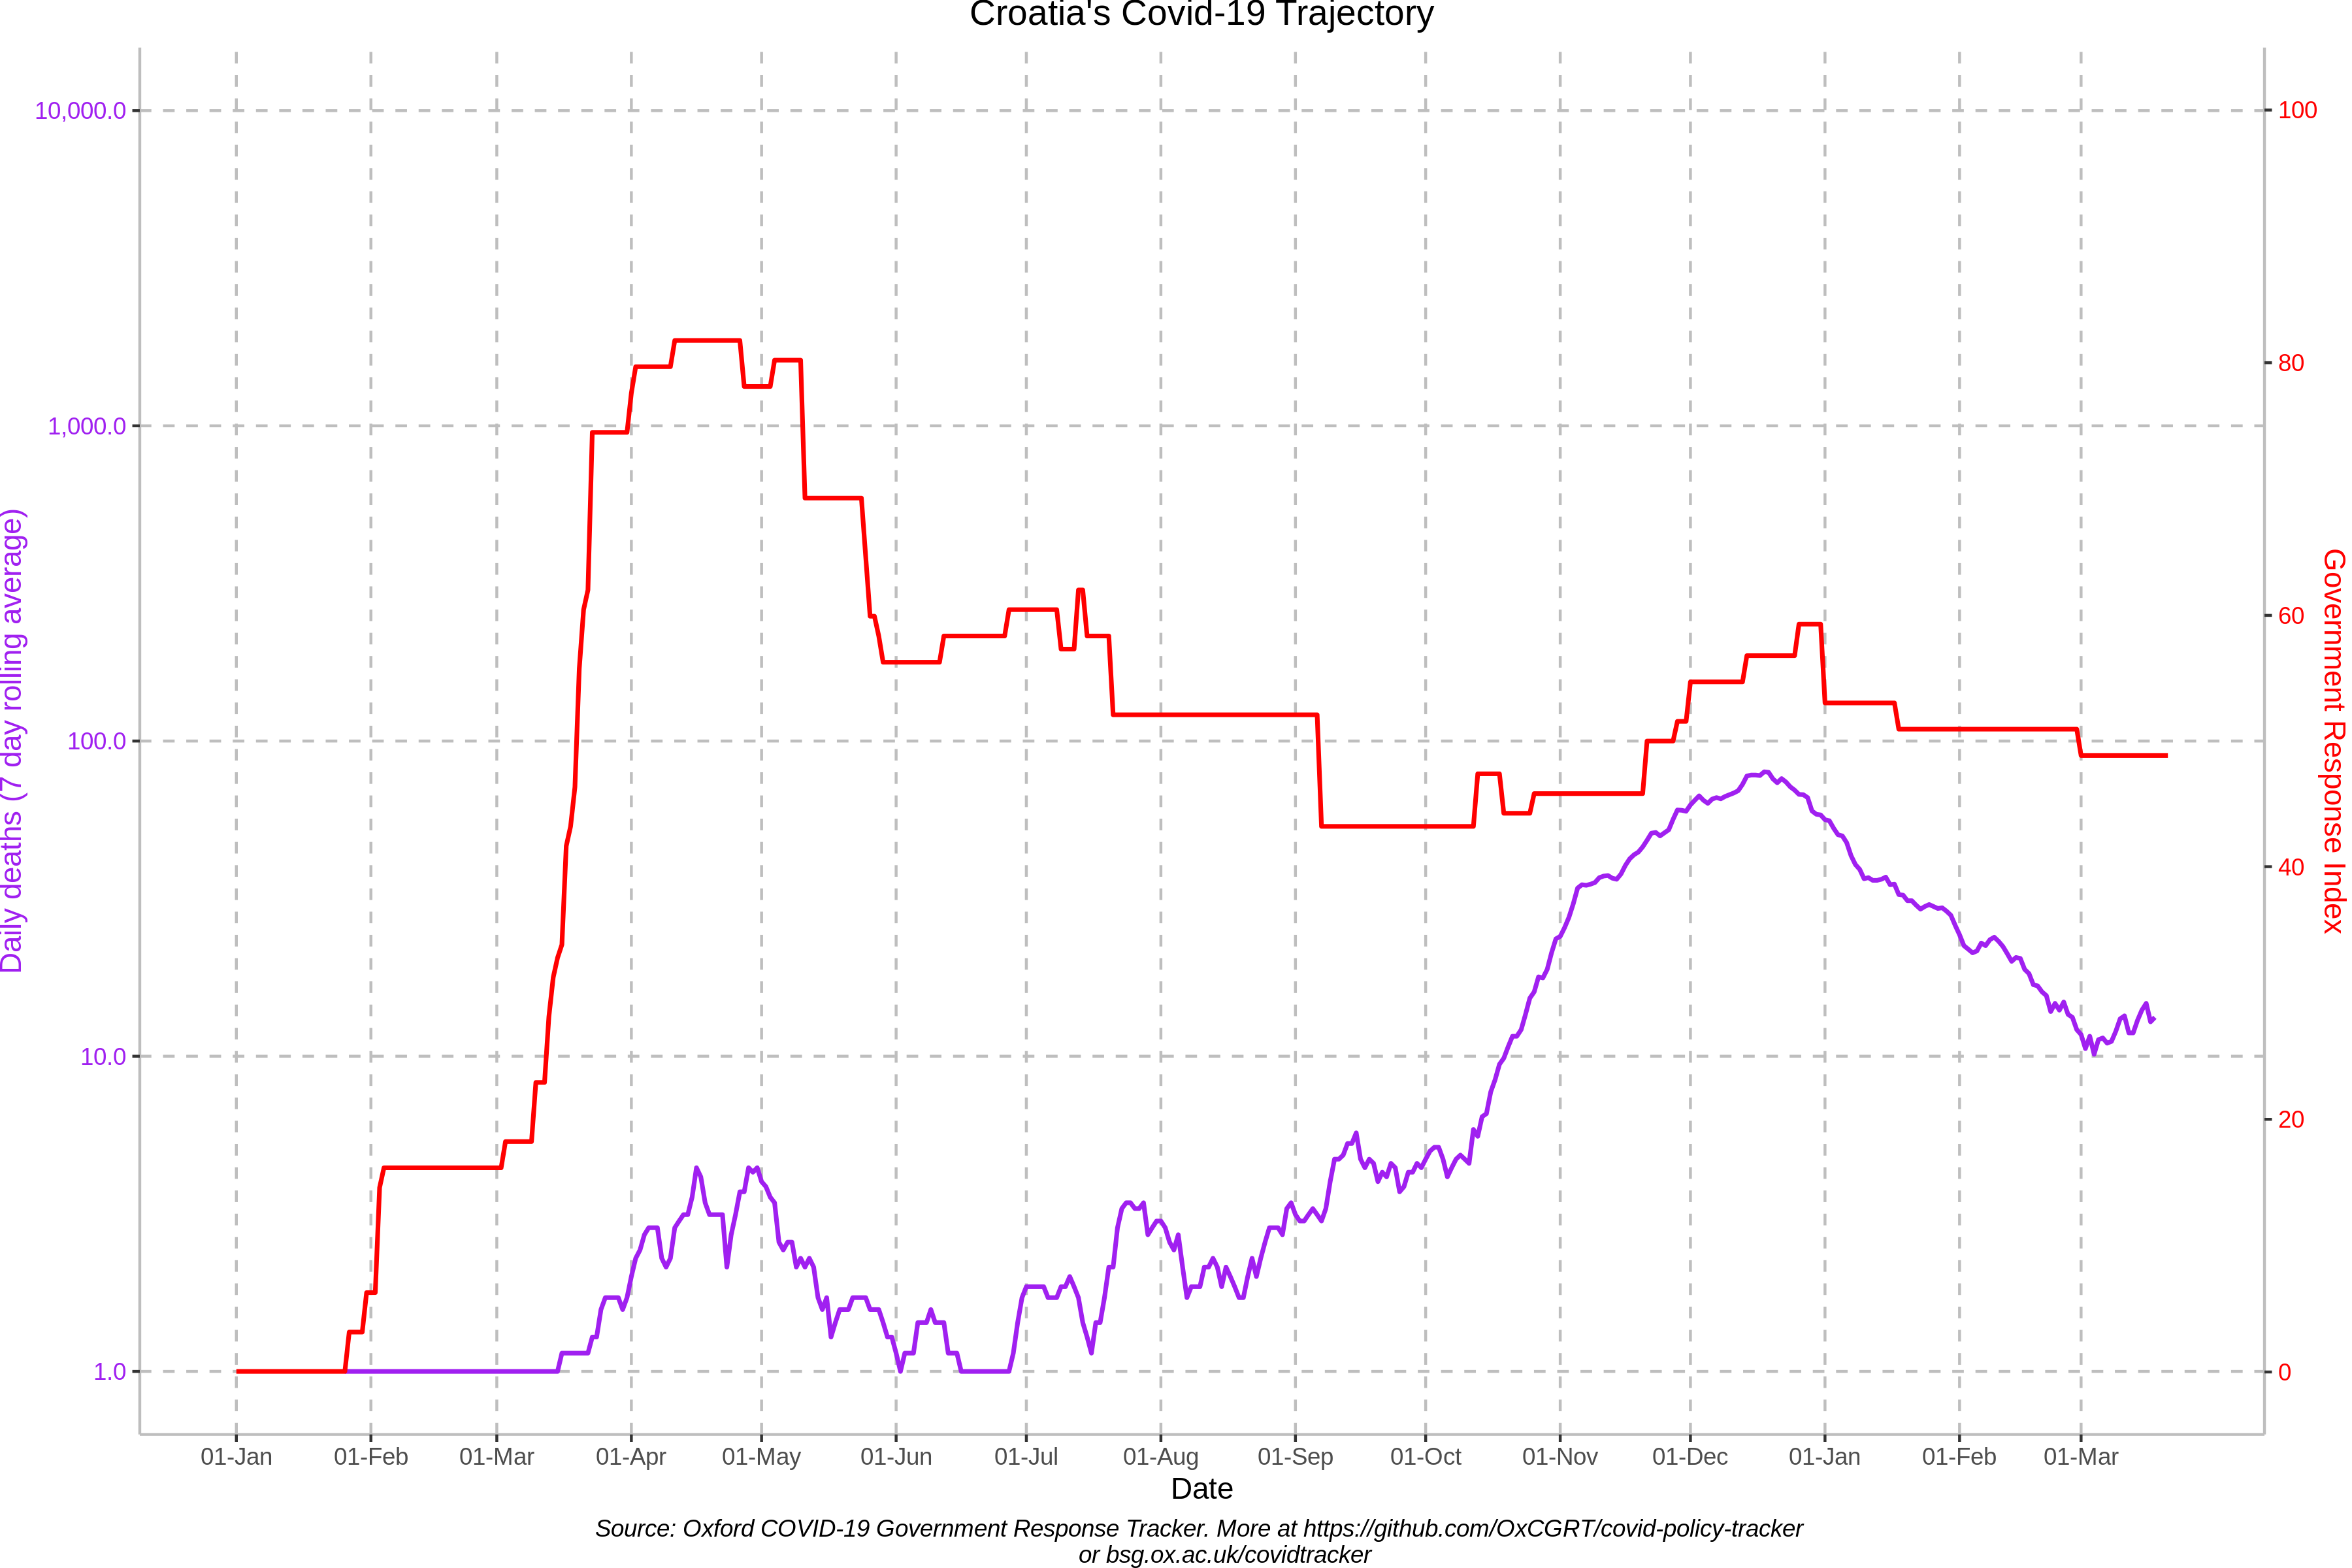 Croatia's Covid-19 Trajectory
10,000.0
1,000.0
100.0
10.0
1.0
Daily deaths (7 day rolling average)
100
80
60
40
20
0
Government Response Index
01-Jan 01-Feb 01-Mar 01-Apr 01-May 01-Jun 01-Jul 01-Aug 01-Sep 01-Oct 01-Nov 01-Dec 01-Jan 01-Feb 01-Mar
Date
Source: Oxford COVID-19 Government Response Tracker. More at https://github.com/OxCGRT/covid-policy-tracker
or bsg.ox.ac.uk/covidtracker